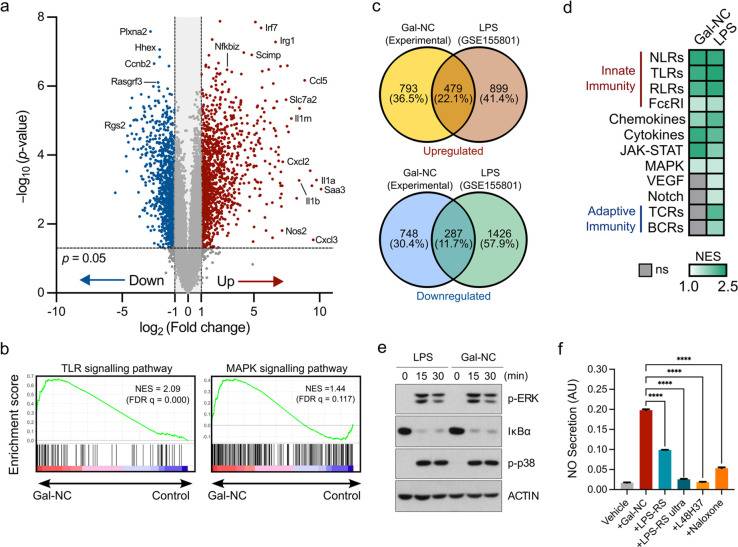 a
−log10 (p-value)
8
7
6
5
4
3
2
1
0
-10
-5
-1
0
1
5
10
log2 (Fold change)
Plxna2
Hhex
Ccnb2
Rasgrf3
Rgs2
Irf7
Irg1
Nfkbiz
Scimp
Ccl5
Slc7a2
Il1m
Cxcl2
Il1a
Saa3
Il1b
Nos2
Cxcl3
p = 0.05
Down
Up
b
Enrichment score
TLR signalling pathway
NES = 2.09
(FDR q = 0.000)
MAPK signalling pathway
NES =1.44
(FDR q = 0.117)
Gal-NC
Control
Gal-NC
Control
c
Gal-NC
(Experimental)
LPS
(GSE155801)
793
(36.5%)
479
(22.1%)
899
(41.4%)
Upregulated
Gal-NC
(Experimental)
LPS
(GSE155801)
748
(30.4%)
287
(11.7%)
1426
(57.9%)
Downregulated
d
Gal-NC
LPS
Innate
Immunity
NLRs
TLRs
RLRs
FcεRI
Chemokines
Cytokines
JAK-STAT
MAPK
VEGF
Notch
Adaptive
Immunity
TCRs
BCRs
ns
NES
1.0
2.5
e
LPS
Gal-NC
0 15 30 0 15 30 (min)
p-ERK
IκBα
p-p38
ACTIN
f
NO Secretion (AU)
0.25
0.20
0.15
0.10
0.05
0.00
****
****
****
****
Vehicle
+Gal-NC
+LPS-RS
+LPS-RS ultra
+L48H37
+Naloxone